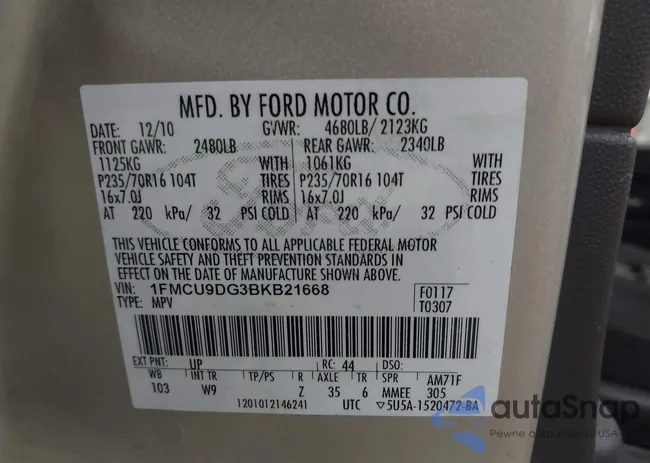 MFD. BY FORD MOTOR CO.
DATE: 12/10 GVWR: 4680LB/ 2123KG
FRONT GAWR: 2480LB REAR GAWR: 2340LB
1125KG WITH 1061KG WITH
P235/70R16 104T TIRES P235/70R16 104T TIRES
16x7.0J RIMS 16x7.0J RIMS
AT 220 kPa/ 32 PSI COLD AT 220 kPa/ 32 PSI COLD
THIS VEHICLE CONFORMS TO ALL APPLICABLE FEDERAL MOTOR
VEHICLE SAFETY AND THEFT PREVENTION STANDARDS IN
EFFECT ON THE DATE OF MANUFACTURE SHOWN ABOVE.
VIN: 1FMCU9DG3BKB21668 F0117
TYPE: MPV T0307
EXT PNT: UP RC: 44 DSO:
WB INT TR TP/PS R AXLE TR SPR AM71F
103 W9 Z 35 6 MMEE 305
1201012146241 UTC ▽5U5A-1520472-BA
autoSnap
Pewne auto z USA